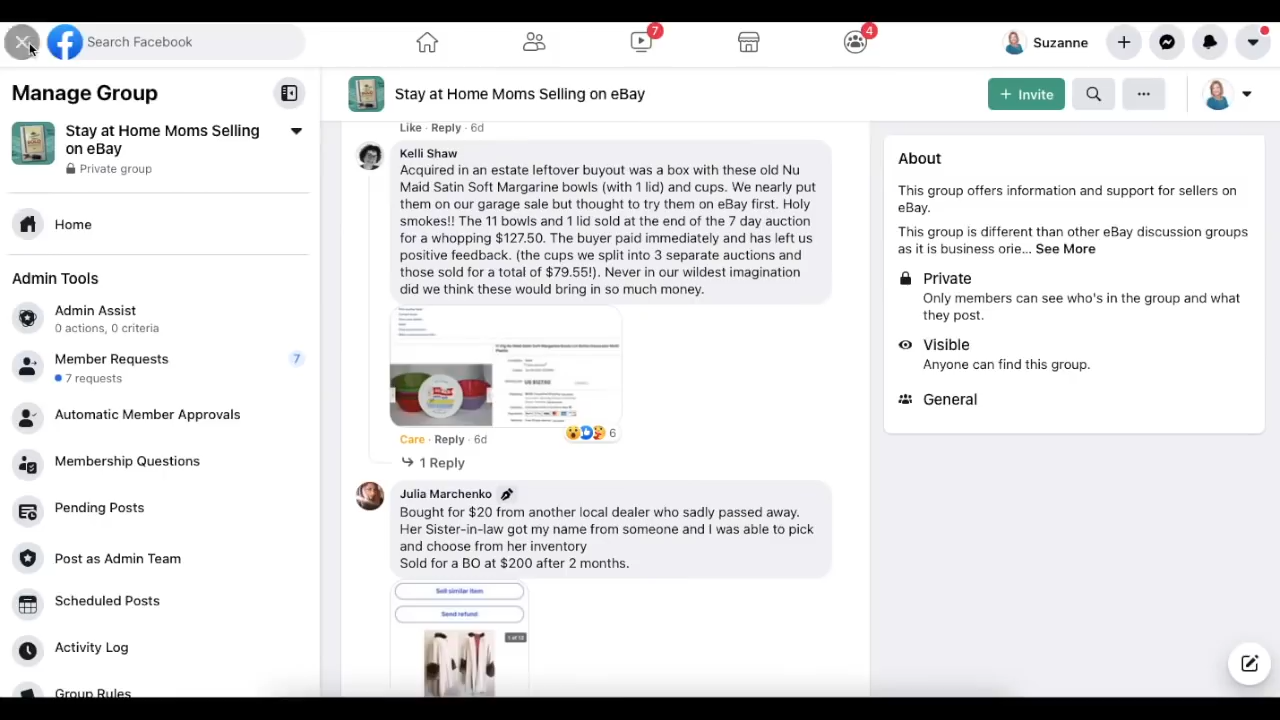 Search Facebook
7
4
Suzanne
Manage Group
Stay at Home Moms Selling
on eBay
Private group
Home
Admin Tools
Admin Assist
0 actions, 0 criteria
Member Requests
7
7 requests
Automatic Member Approvals
Membership Questions
Pending Posts
Post as Admin Team
Scheduled Posts
Activity Log
Group Rules
Stay at Home Moms Selling on eBay
+ Invite
Like · Reply · 6d
Kelli Shaw
Acquired in an estate leftover buyout was a box with these old Nu
Maid Satin Soft Margarine bowls (with 1 lid) and cups. We nearly put
them on our garage sale but thought to try them on eBay first. Holy
smokes!! The 11 bowls and 1 lid sold at the end of the 7 day auction
for a whopping $127.50. The buyer paid immediately and has left us
positive feedback. (the cups we split into 3 separate auctions and
those sold for a total of $79.55!). Never in our wildest imagination
did we think these would bring in so much money.
Care · Reply · 6d
6
1 Reply
Julia Marchenko
Bought for $20 from another local dealer who sadly passed away.
Her Sister-in-law got my name from someone and I was able to pick
and choose from her inventory
Sold for a BO at $200 after 2 months.
Sell similar item
Send refund
1 of 12
About
This group offers information and support for sellers on
eBay.
This group is different than other eBay discussion groups
as it is business orie... See More
Private
Only members can see who's in the group and what
they post.
Visible
Anyone can find this group.
General